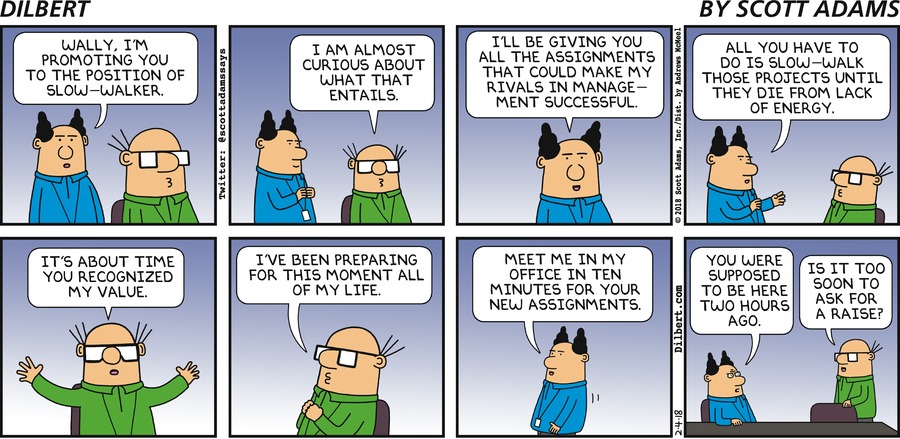 DILBERT
BY SCOTT ADAMS
WALLY, I'M
PROMOTING YOU
TO THE POSITION OF
SLOW-WALKER.
Twitter: @scottadamssays
I AM ALMOST
CURIOUS ABOUT
WHAT THAT
ENTAILS.
I'LL BE GIVING YOU
ALL THE ASSIGNMENTS
THAT COULD MAKE MY
RIVALS IN MANAGE-
MENT SUCCESSFUL.
© 2018 Scott Adams, Inc./Dist. by Andrews McMeel
ALL YOU HAVE TO
DO IS SLOW-WALK
THOSE PROJECTS UNTIL
THEY DIE FROM LACK
OF ENERGY.
IT'S ABOUT TIME
YOU RECOGNIZED
MY VALUE.
I'VE BEEN PREPARING
FOR THIS MOMENT ALL
OF MY LIFE.
MEET ME IN MY
OFFICE IN TEN
MINUTES FOR YOUR
NEW ASSIGNMENTS.
2-4-18 Dilbert.com
YOU WERE
SUPPOSED
TO BE HERE
TWO HOURS
AGO.
IS IT TOO
SOON TO
ASK FOR
A RAISE?